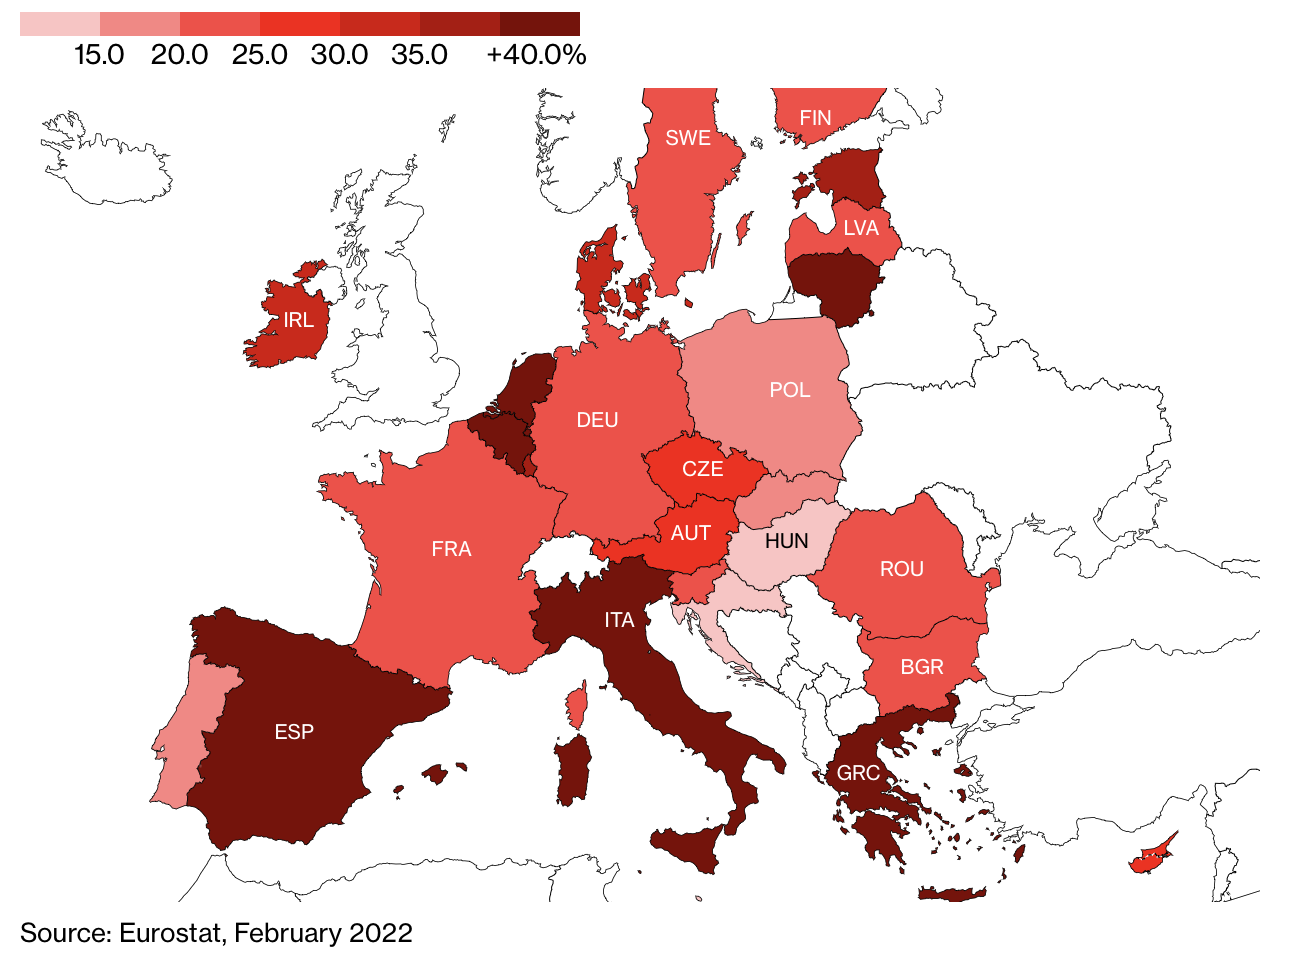 15.0 20.0 25.0 30.0 35.0 +40.0%
FIN
SWE
LVA
IRL
POL
DEU
CZE
AUT
HUN
FRA
ROU
ITA
BGR
ESP
GRC
Source: Eurostat, February 2022